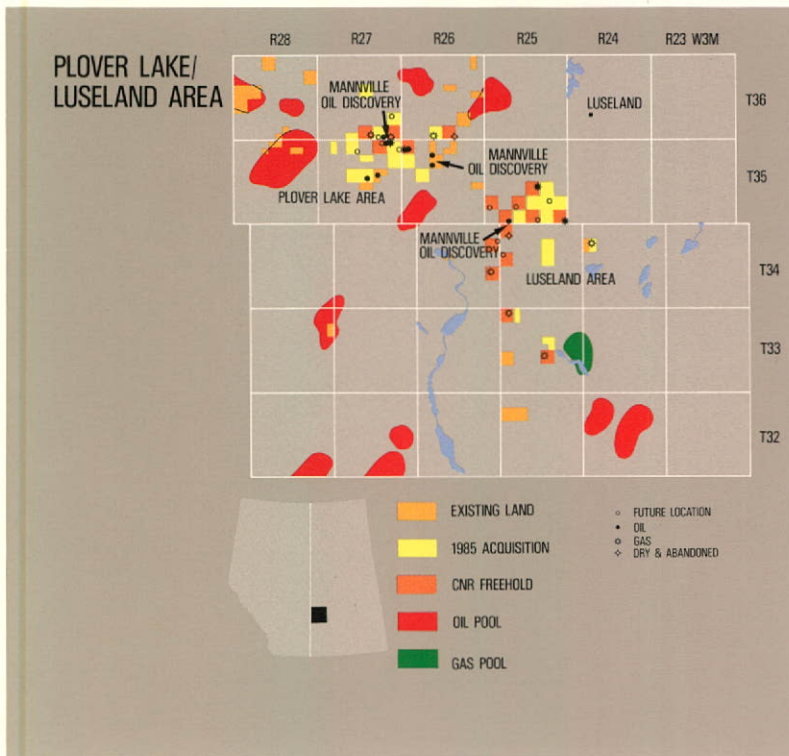 PLOVER LAKE/
LUSELAND AREA
R28 R27 R26 R25 R24 R23 W3M
T36
T35
T34
T33
T32
MANNVILLE
OIL DISCOVERY
LUSELAND
MANNVILLE
OIL DISCOVERY
PLOVER LAKE AREA
MANNVILLE
OIL DISCOVERY
LUSELAND AREA
EXISTING LAND
1985 ACQUISITION
CNR FREEHOLD
OIL POOL
GAS POOL
FUTURE LOCATION
OIL
GAS
DRY & ABANDONED